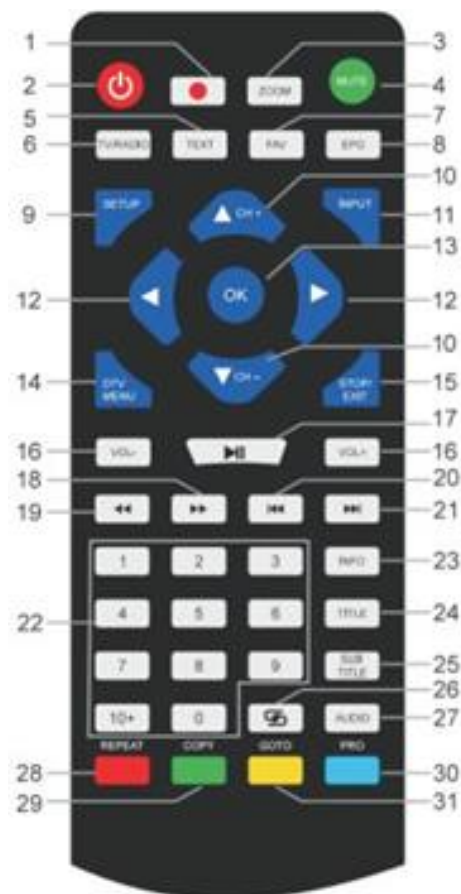 1 3
2 ZOOM MUTE 4
5 7
6 TV/RADIO TEXT FAV EPG 8
10
9 SETUP CH + INPUT 11
13
12 OK 12
10
14 DTV MENU CH − STOP/ EXIT 15
17
16 VOL- VOL+ 16
18 20
19 21
1 2 3 INFO 23
22 4 5 6 TITLE 24
7 8 9 SUB TITLE 25
26
10+ 0 AUDIO 27
REPEAT COPY GOTO PRO
28 30
29 31